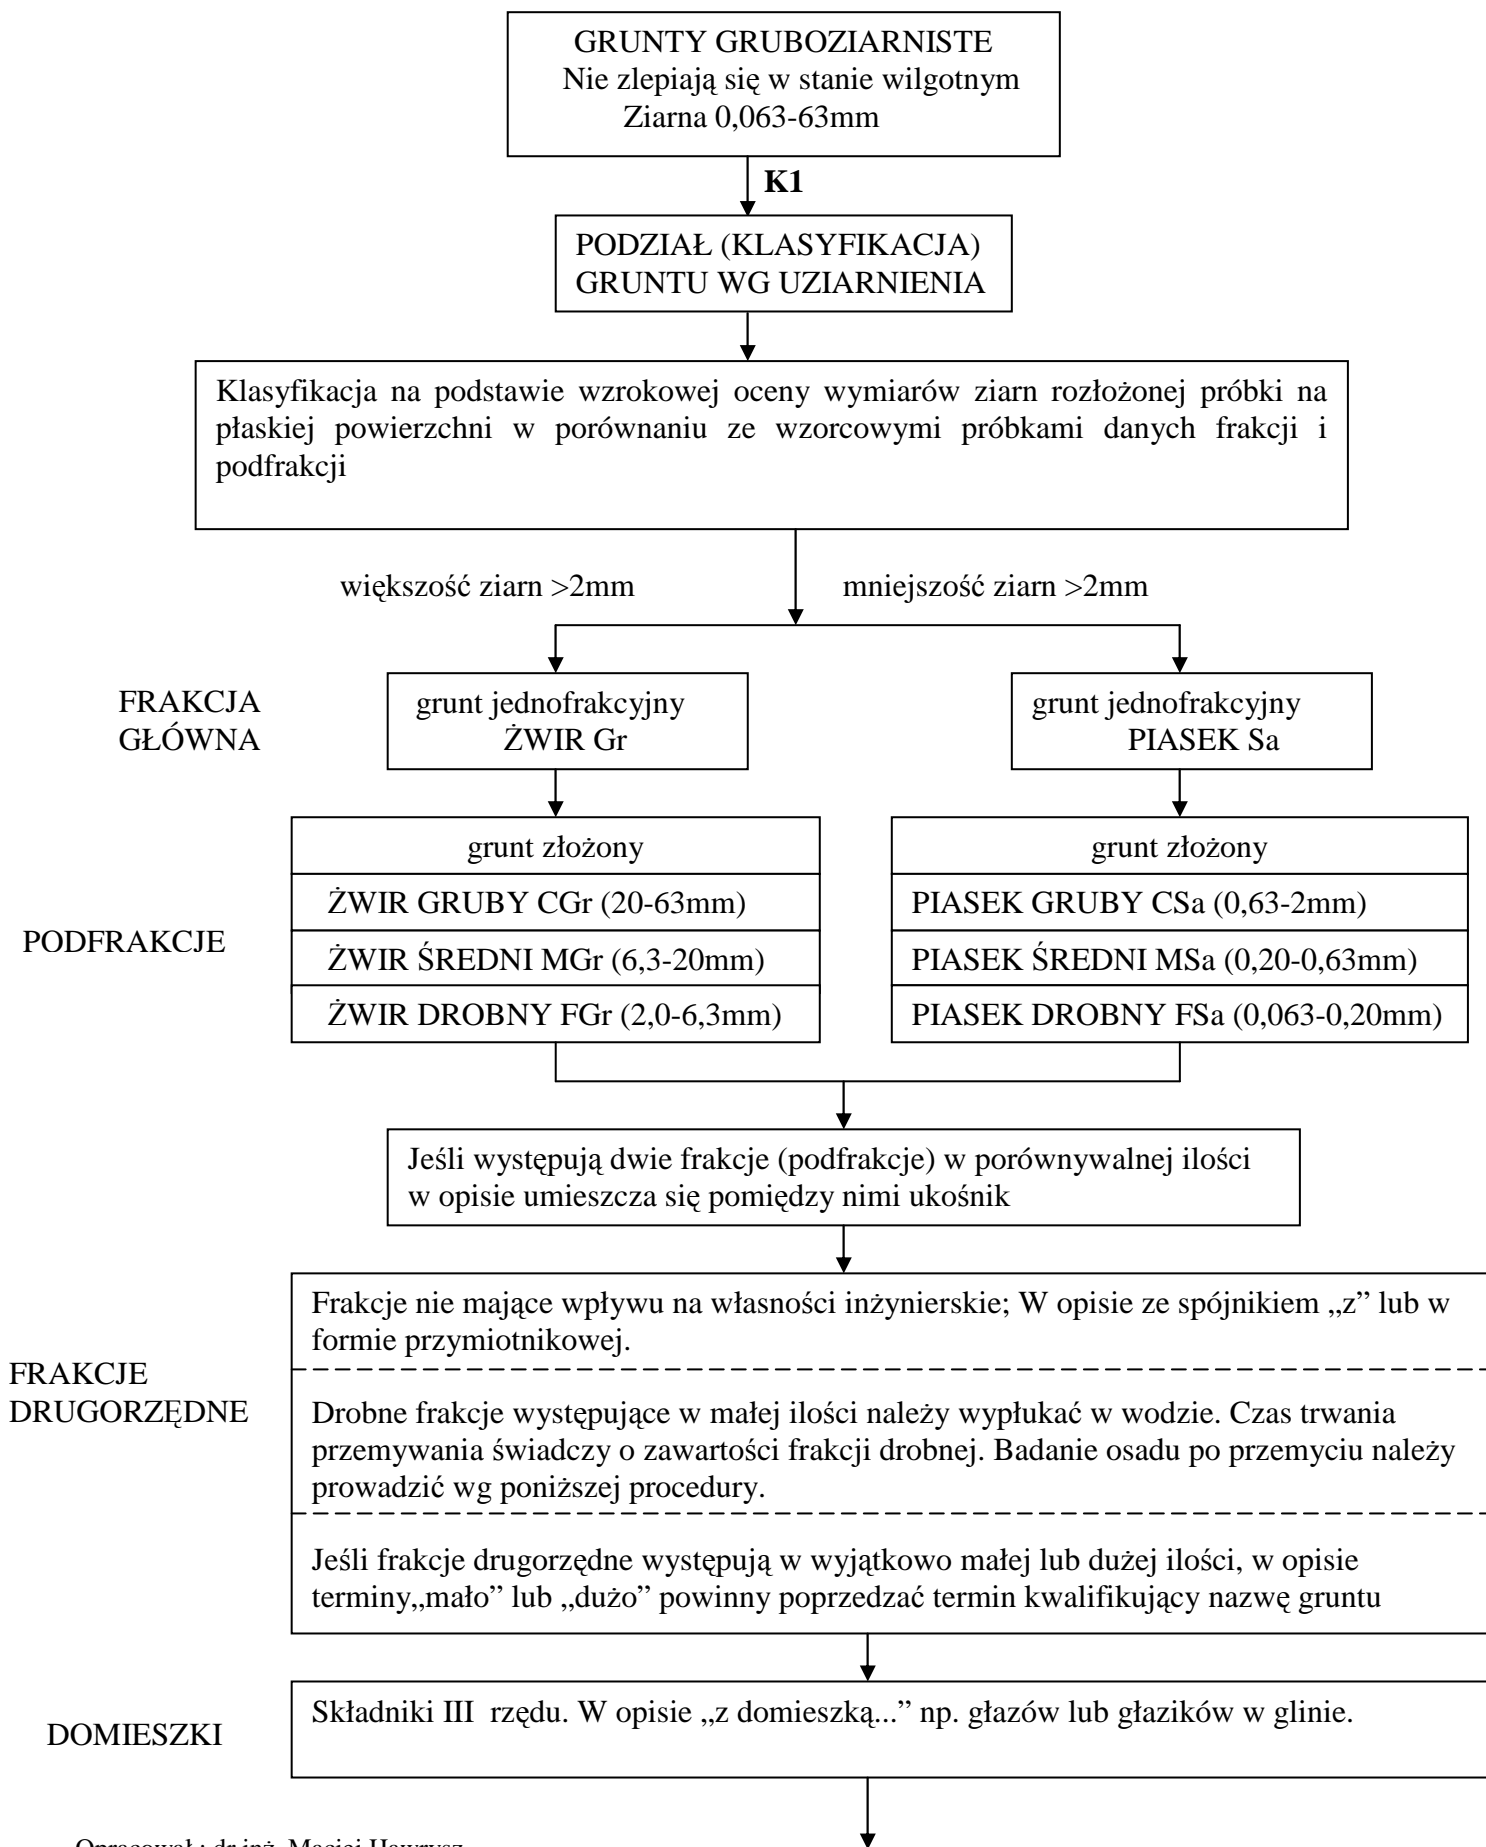 GRUNTY GRUBOZIARNISTE
Nie zlepiają się w stanie wilgotnym
Ziarna 0,063-63mm
K1
PODZIAŁ (KLASYFIKACJA)
GRUNTU WG UZIARNIENIA
Klasyfikacja na podstawie wzrokowej oceny wymiarów ziarn rozłożonej próbki na
płaskiej powierzchni w porównaniu ze wzorcowymi próbkami danych frakcji i
podfrakcji
większość ziarn >2mm
mniejszość ziarn >2mm
FRAKCJA
GŁÓWNA
grunt jednofrakcyjny
ŻWIR Gr
grunt jednofrakcyjny
PIASEK Sa
PODFRAKCJE
grunt złożony
ŻWIR GRUBY CGr (20-63mm)
ŻWIR ŚREDNI MGr (6,3-20mm)
ŻWIR DROBNY FGr (2,0-6,3mm)
grunt złożony
PIASEK GRUBY CSa (0,63-2mm)
PIASEK ŚREDNI MSa (0,20-0,63mm)
PIASEK DROBNY FSa (0,063-0,20mm)
Jeśli występują dwie frakcje (podfrakcje) w porównywalnej ilości
w opisie umieszcza się pomiędzy nimi ukośnik
FRAKCJE
DRUGORZĘDNE
Frakcje nie mające wpływu na własności inżynierskie; W opisie ze spójnikiem „z” lub w
formie przymiotnikowej.
Drobne frakcje występujące w małej ilości należy wypłukać w wodzie. Czas trwania
przemywania świadczy o zawartości frakcji drobnej. Badanie osadu po przemyciu należy
prowadzić wg poniższej procedury.
Jeśli frakcje drugorzędne występują w wyjątkowo małej lub dużej ilości, w opisie
terminy„mało” lub „dużo” powinny poprzedzać termin kwalifikujący nazwę gruntu
DOMIESZKI
Składniki III rzędu. W opisie „z domieszką...” np. głazów lub głazików w glinie.
Opracował : dr inż. Maciej Hawrysz